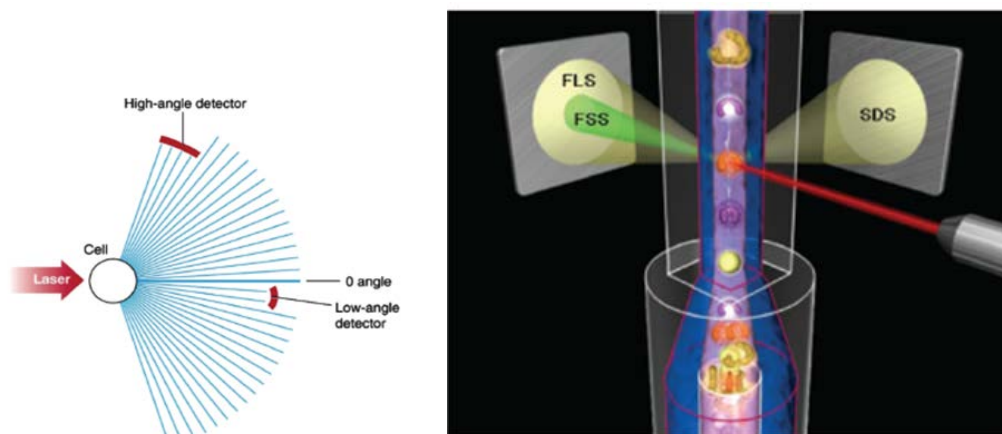 High-angle detector
Cell
Laser
0 angle
Low-angle
detector
FLS
FSS
SDS